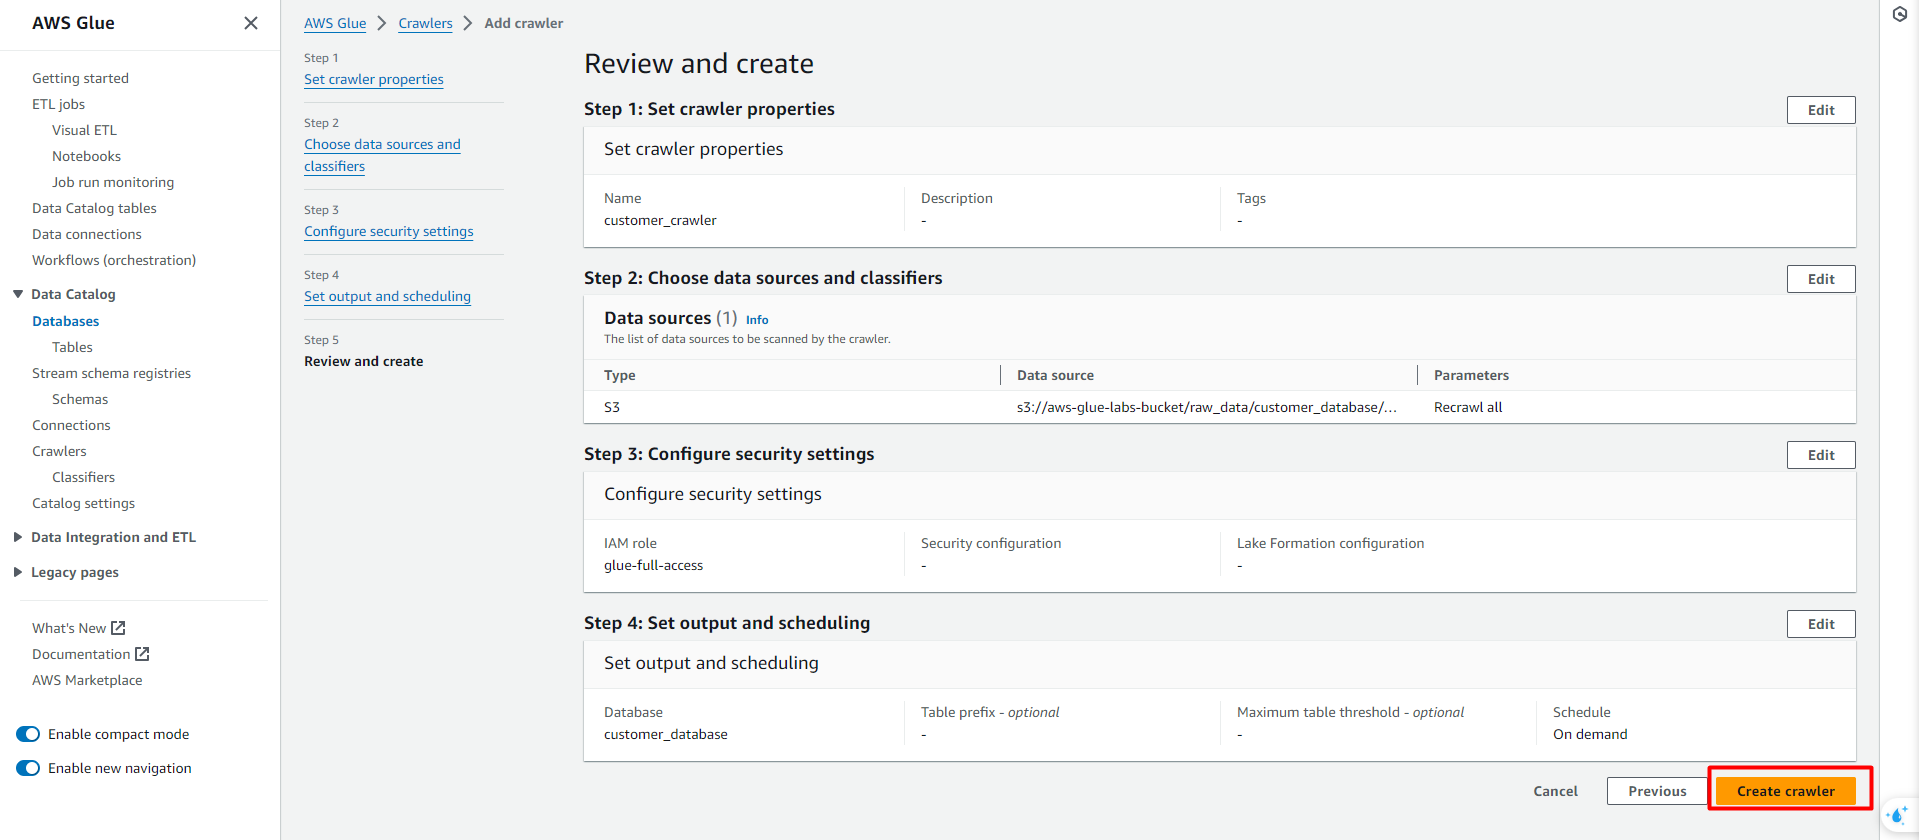 AWS Glue
Getting started
ETL jobs
Visual ETL
Notebooks
Job run monitoring
Data Catalog tables
Data connections
Workflows (orchestration)
Data Catalog
Databases
Tables
Stream schema registries
Schemas
Connections
Crawlers
Classifiers
Catalog settings
Data Integration and ETL
Legacy pages
What's New
Documentation
AWS Marketplace
Enable compact mode
Enable new navigation
AWS Glue > Crawlers > Add crawler
Step 1
Set crawler properties
Step 2
Choose data sources and
classifiers
Step 3
Configure security settings
Step 4
Set output and scheduling
Step 5
Review and create
Review and create
Step 1: Set crawler properties Edit
Set crawler properties
Name Description Tags
customer_crawler - -
Step 2: Choose data sources and classifiers Edit
Data sources (1) Info
The list of data sources to be scanned by the crawler.
Type Data source Parameters
S3 s3://aws-glue-labs-bucket/raw_data/customer_database/... Recrawl all
Step 3: Configure security settings Edit
Configure security settings
IAM role Security configuration Lake Formation configuration
glue-full-access - -
Step 4: Set output and scheduling Edit
Set output and scheduling
Database Table prefix - optional Maximum table threshold - optional Schedule
customer_database - - On demand
Cancel Previous Create crawler